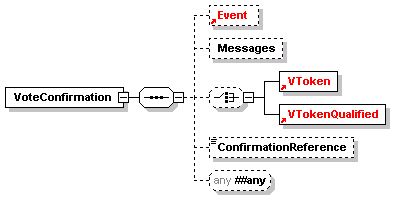 Event
Messages
VoteConfirmation
VToken
VTokenQualified
ConfirmationReference
any ##any